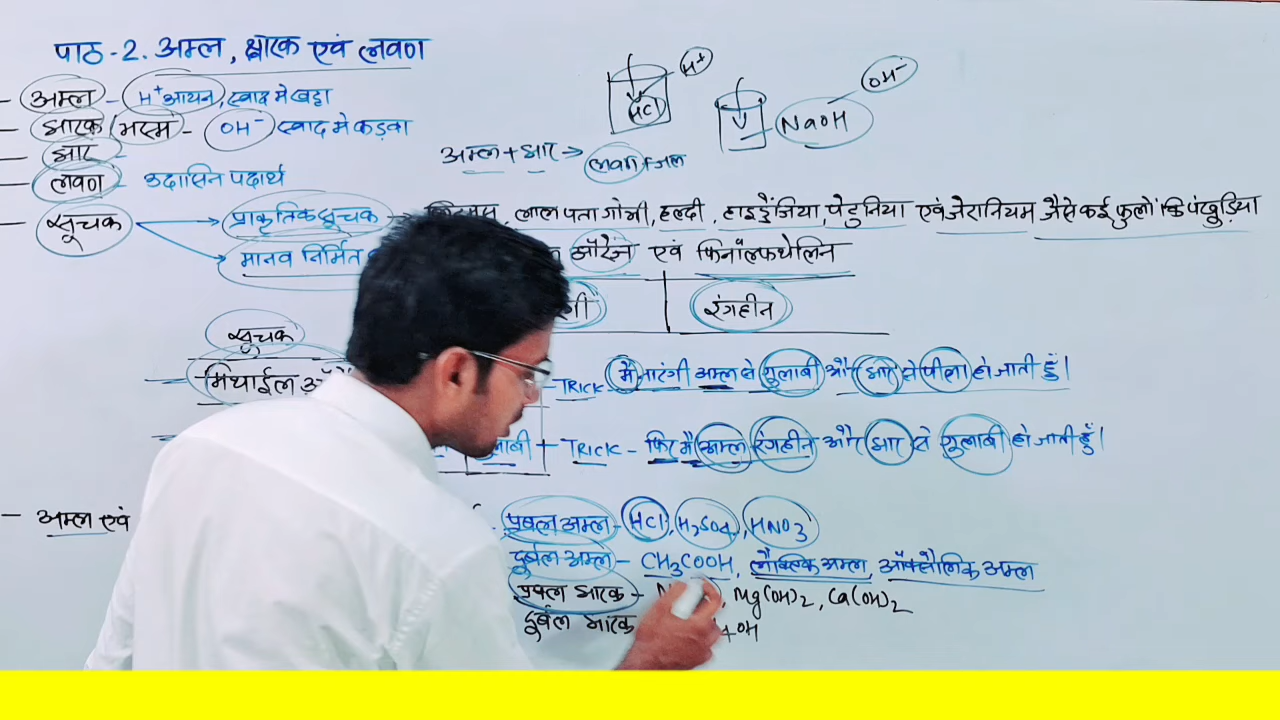 पाठ -2. अम्ल, क्षारक एवं लवण
H⁺
HCl
OH⁻
NaOH
- अम्ल - H⁺ आयन, स्वाद मे खट्टा
- क्षारक / भस्म - OH⁻ स्वाद मे कड़वा
- क्षार -
अम्ल + क्षार → लवण + जल
- लवण - उदासिन पदार्थ
- सूचक
प्राकृतिक सूचक → , लाल पता गोभी, हल्दी, हाइड्रेंजिया, पेटुनिया एवं जेरानियम जैसे कई फुलों कि पंखुड़िया
मानव निर्मित ऑरेंज एवं फिनॉल्फथेलिन
सूचक रंगहीन
मिथाईल TRICK - मैं नारंगी अम्ल से गुलाबी और क्षार से पीला हो जाती हूँ।
TRICK - फिर मैं अम्ल रंगहीन और क्षार से गुलाबी हो जाती हूँ।
- अम्ल एवं
प्रबल अम्ल - HCl, H₂SO₄, HNO₃
दुर्बल अम्ल - CH₃COOH, लैक्टिक अम्ल, ऑक्सैलिक अम्ल
प्रबल क्षारक - , Mg(OH)₂, Ca(OH)₂
दुर्बल क्षारक